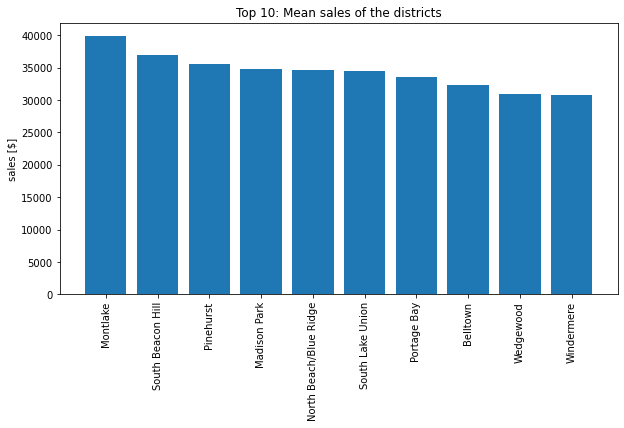 Top 10: Mean sales of the districts
sales [$]
40000
35000
30000
25000
20000
15000
10000
5000
0
Montlake
South Beacon Hill
Pinehurst
Madison Park
North Beach/Blue Ridge
South Lake Union
Portage Bay
Belltown
Wedgewood
Windermere